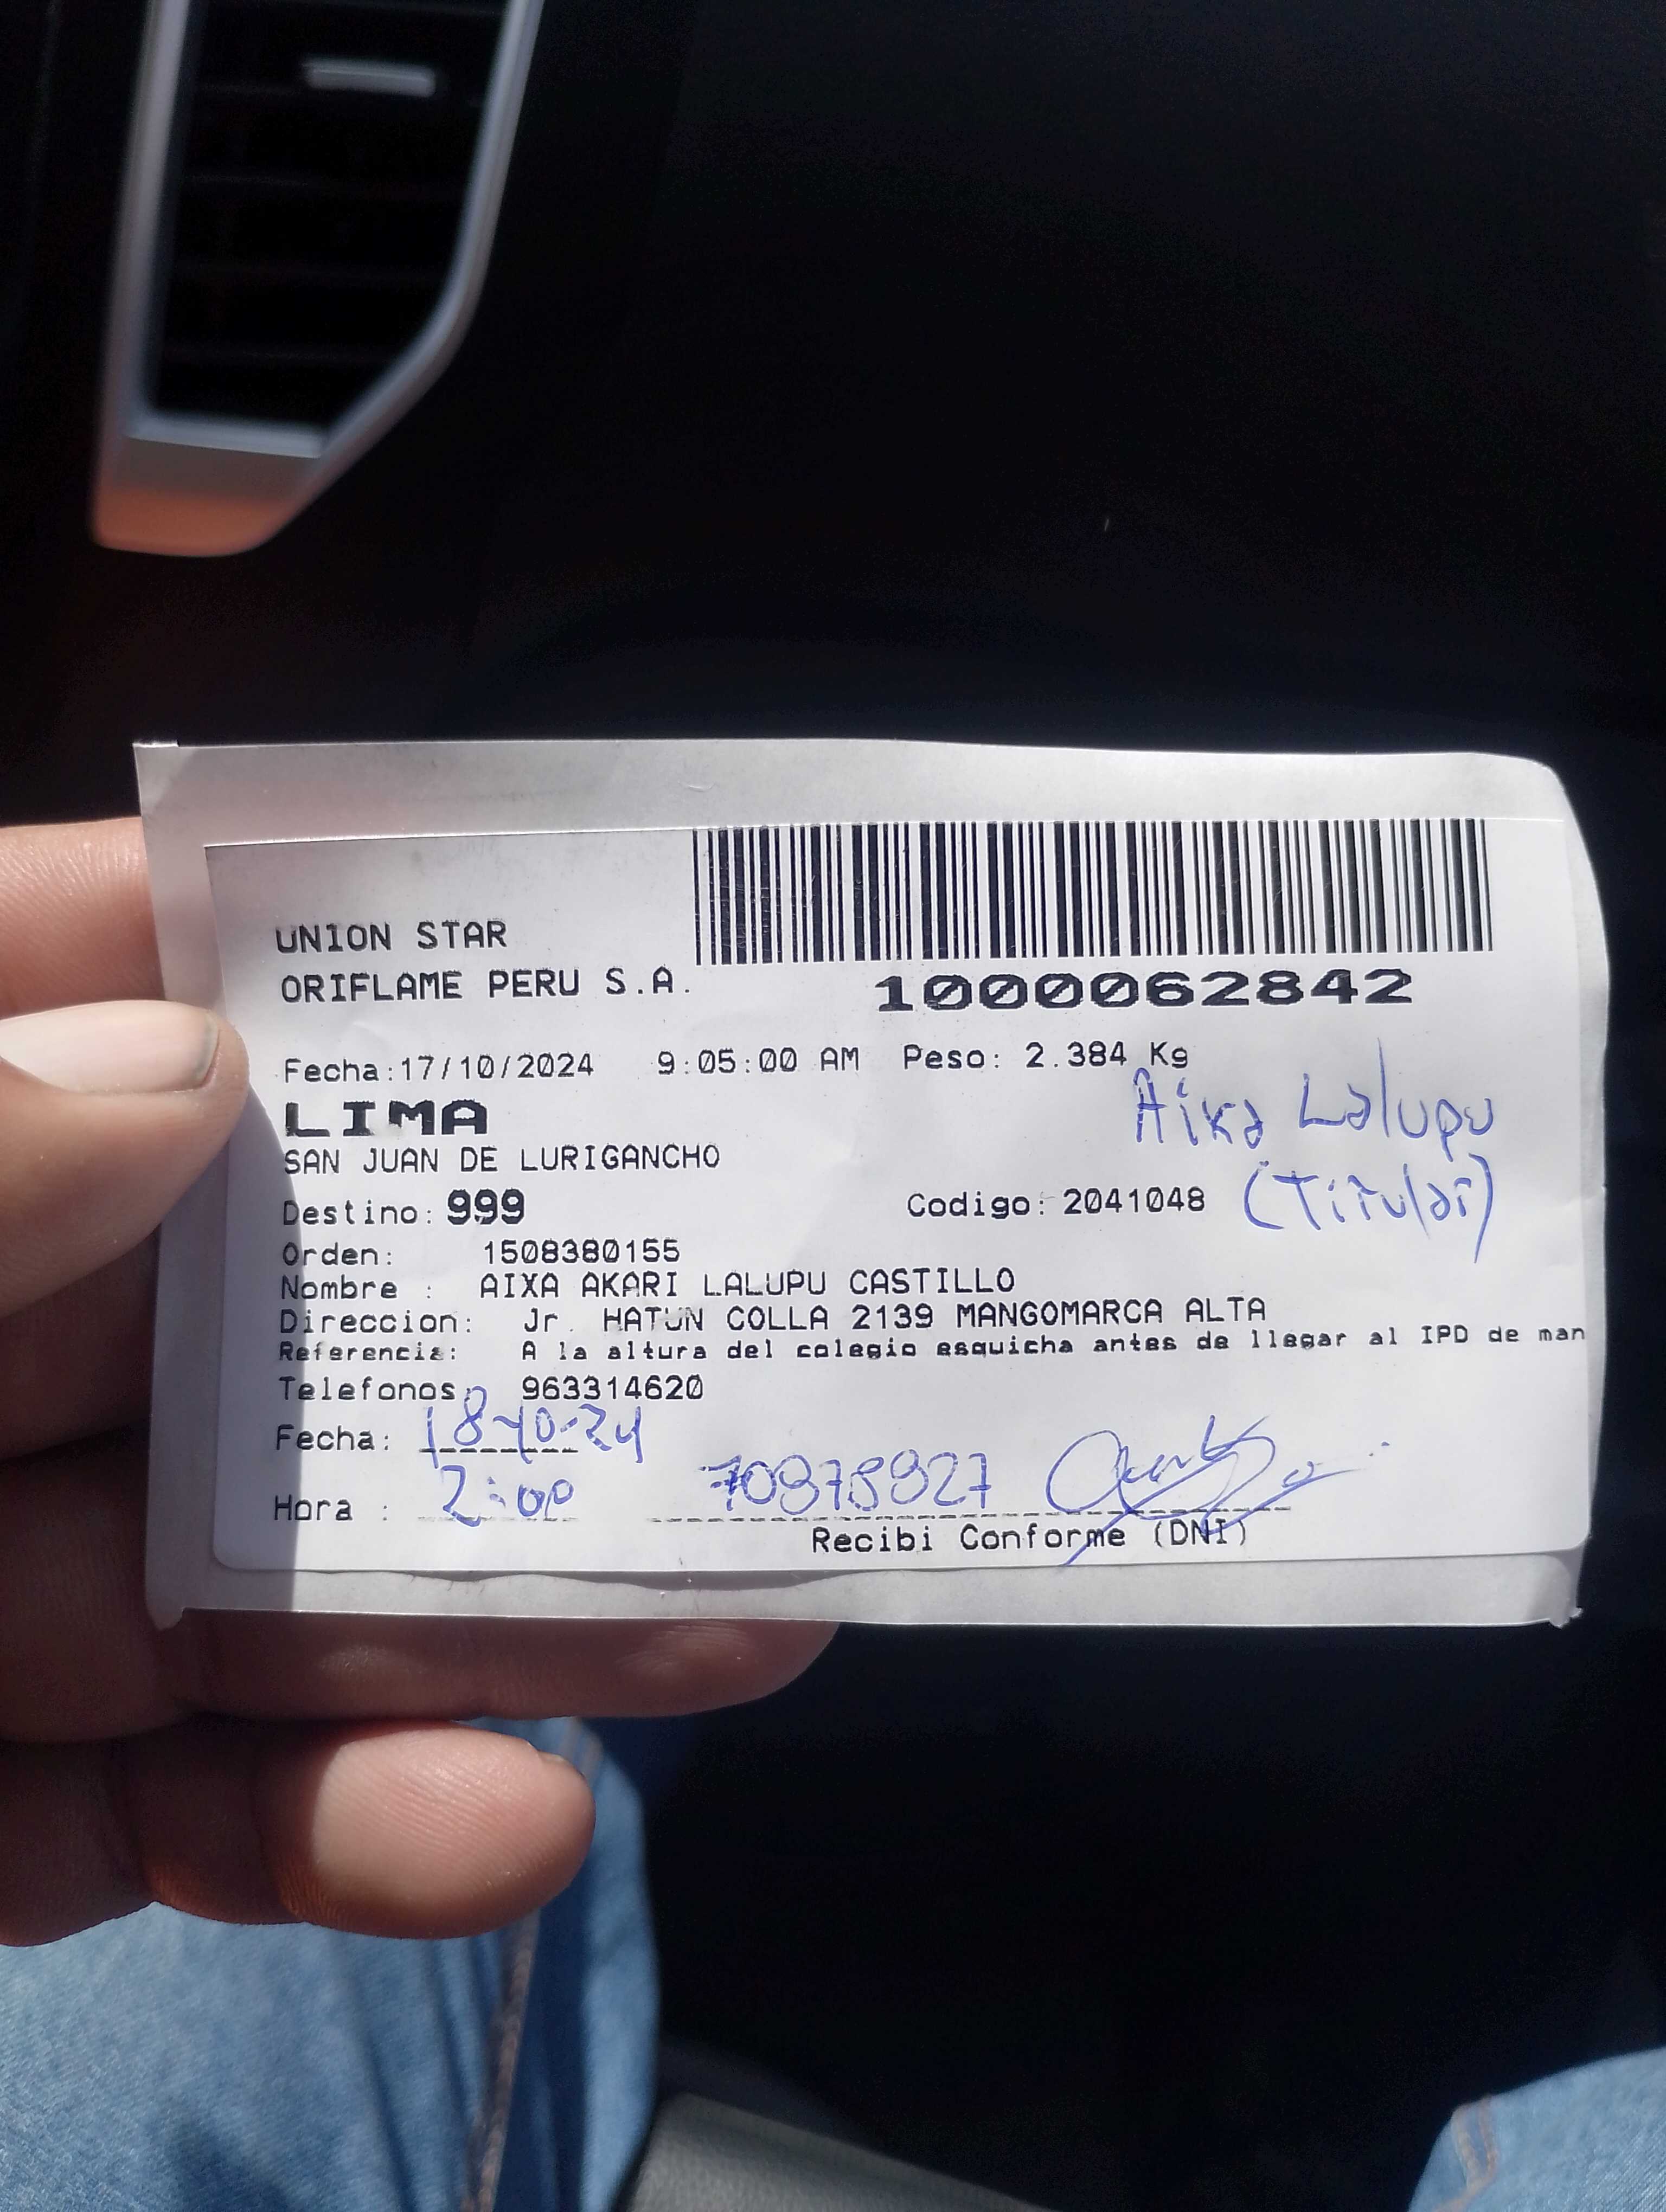 UNION STAR
ORIFLAME PERU S.A.
1000062842
Fecha:17/10/2024 9:05:00 AM Peso: 2.384 Kg
LIMA
Aixa Lalupu
SAN JUAN DE LURIGANCHO
Destino: 999 Codigo: 2041048 (Titular)
Orden: 1508380155
Nombre : AIXA AKARI LALUPU CASTILLO
Direccion: Jr. HATUN COLLA 2139 MANGOMARCA ALTA
Referencia: A la altura del colegio esquicha antes de llegar al IPD de man
Telefonos: 963314620
Fecha: 18-10-24
Hora : 2:00
Recibi Conforme (DNI)